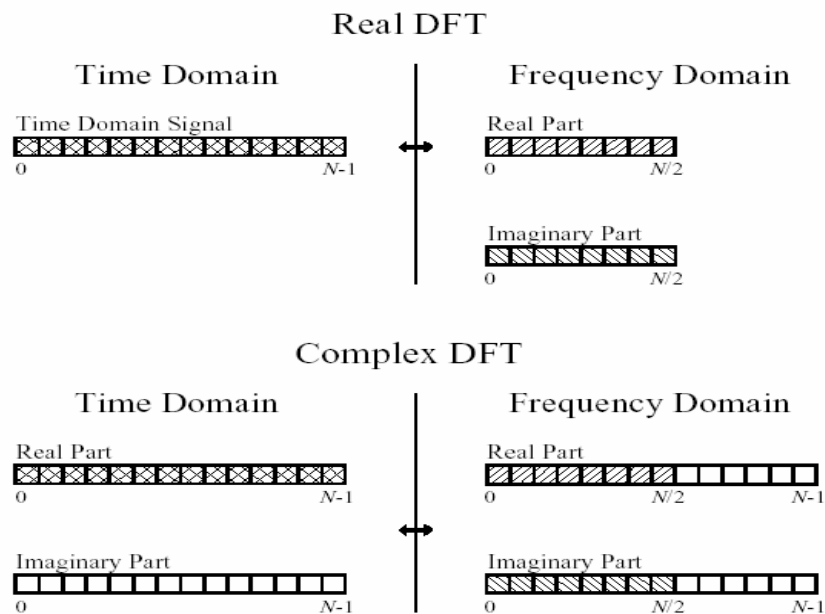 Real DFT
Time Domain
Frequency Domain
Time Domain Signal
0
N-1
Real Part
0
N/2
Imaginary Part
0
N/2
Complex DFT
Time Domain
Frequency Domain
Real Part
0
N-1
Real Part
0
N/2
N-1
Imaginary Part
0
N-1
Imaginary Part
0
N/2
N-1